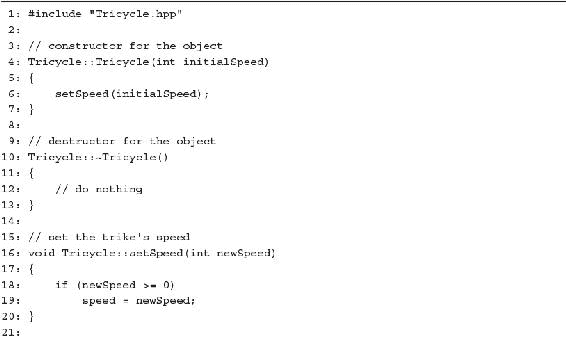 1: #include "Tricycle.hpp"
2:
3: // constructor for the object
4: Tricycle::Tricycle(int initialSpeed)
5: {
6:     setSpeed(initialSpeed);
7: }
8:
9: // destructor for the object
10: Tricycle::~Tricycle()
11: {
12:     // do nothing
13: }
14:
15: // set the trike's speed
16: void Tricycle::setSpeed(int newSpeed)
17: {
18:     if (newSpeed >= 0)
19:         speed = newSpeed;
20: }
21: